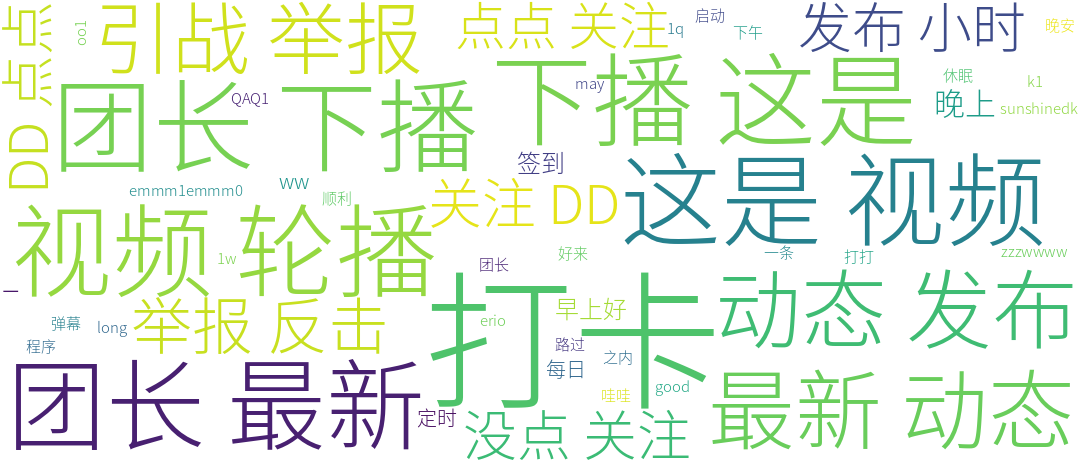 点点
DD
oo1
引战 举报
点点 关注
1q
启动
下午
发布 小时
晚安
团长 下播
QAQ1
下播 这是
may
休眠
晚上
k1
sunshinedk
签到
emmm1emmm0
ww
顺利
关注 DD
这是 视频
视频 轮播
1w
团长
好来
一条
打打
zzzwwww
一
弹幕
long
程序
举报 反击
打卡
erio
早上好
路过
每日
之内
good
哇哇
动态 发布
团长 最新
定时
没点 关注
最新 动态